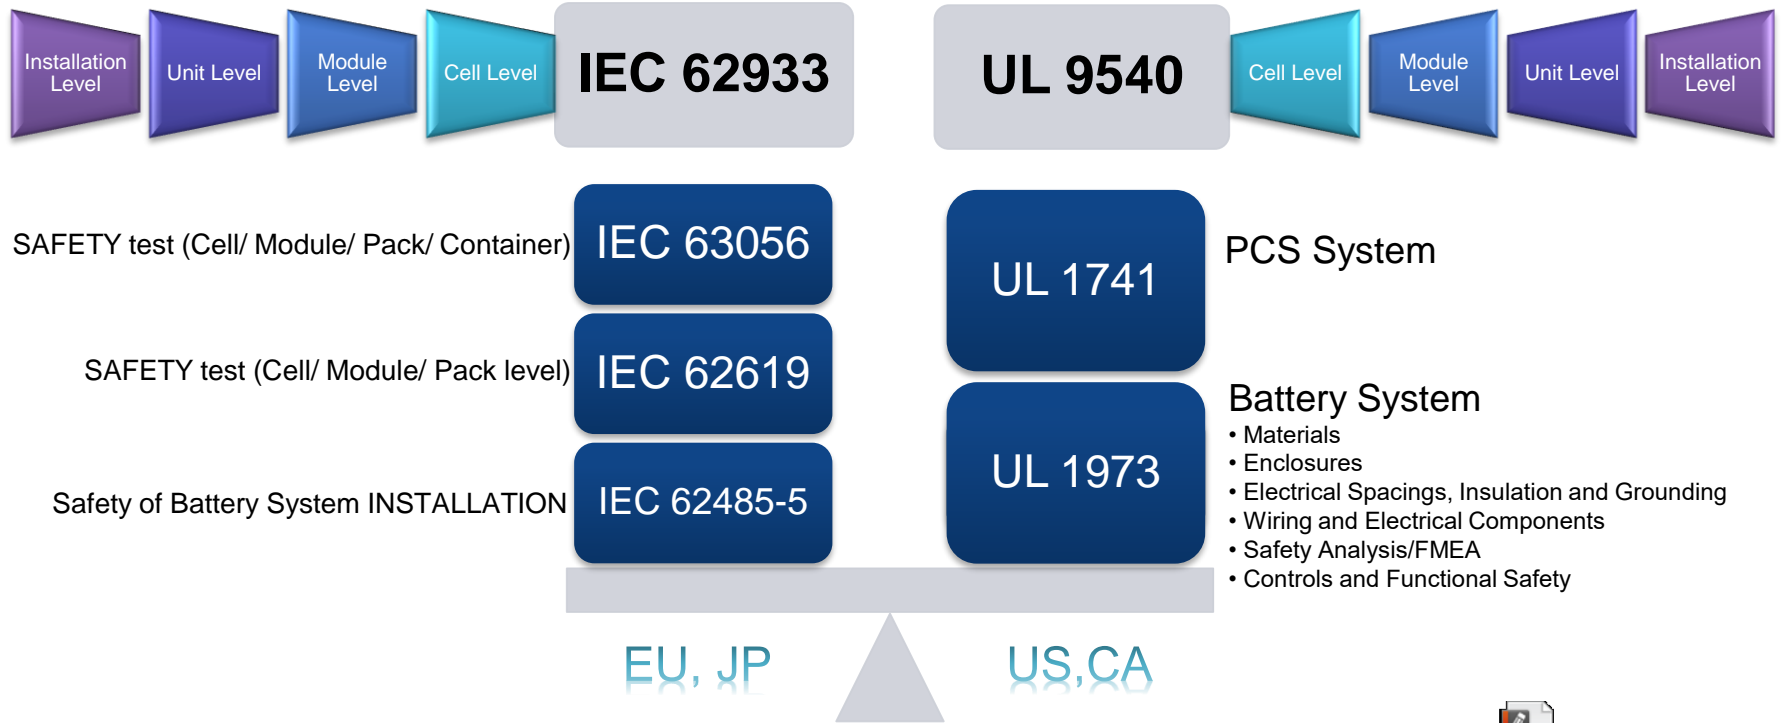 Installation
Level
Unit Level
Module
Level
Cell Level
IEC 62933
UL 9540
Cell Level
Module
Level
Unit Level
Installation
Level
SAFETY test (Cell/ Module/ Pack/ Container)
IEC 63056
UL 1741
PCS System
SAFETY test (Cell/ Module/ Pack level)
IEC 62619
Safety of Battery System INSTALLATION
IEC 62485-5
UL 1973
Battery System
• Materials
• Enclosures
• Electrical Spacings, Insulation and Grounding
• Wiring and Electrical Components
• Safety Analysis/FMEA
• Controls and Functional Safety
EU, JP
US,CA